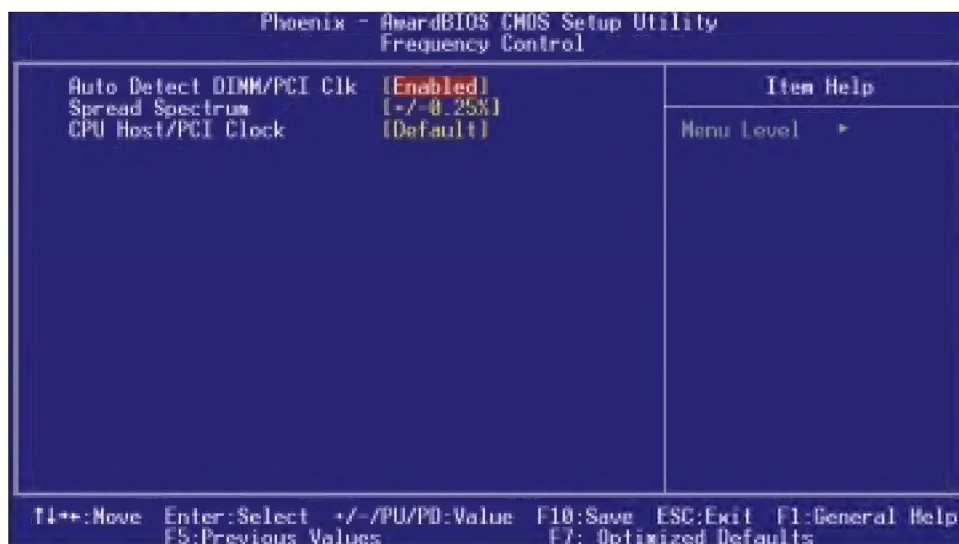 Phoenix - AwardBIOS CMOS Setup Utility
Frequency Control
Auto Detect DIMM/PCI Clk [Enabled]
Spread Spectrum [+/-0.25%]
CPU Host/PCI Clock [Default]
Item Help
Menu Level ►
↑↓→←:Move Enter:Select +/-/PU/PD:Value F10:Save ESC:Exit F1:General Help
F5:Previous Values F7: Optimized Defaults